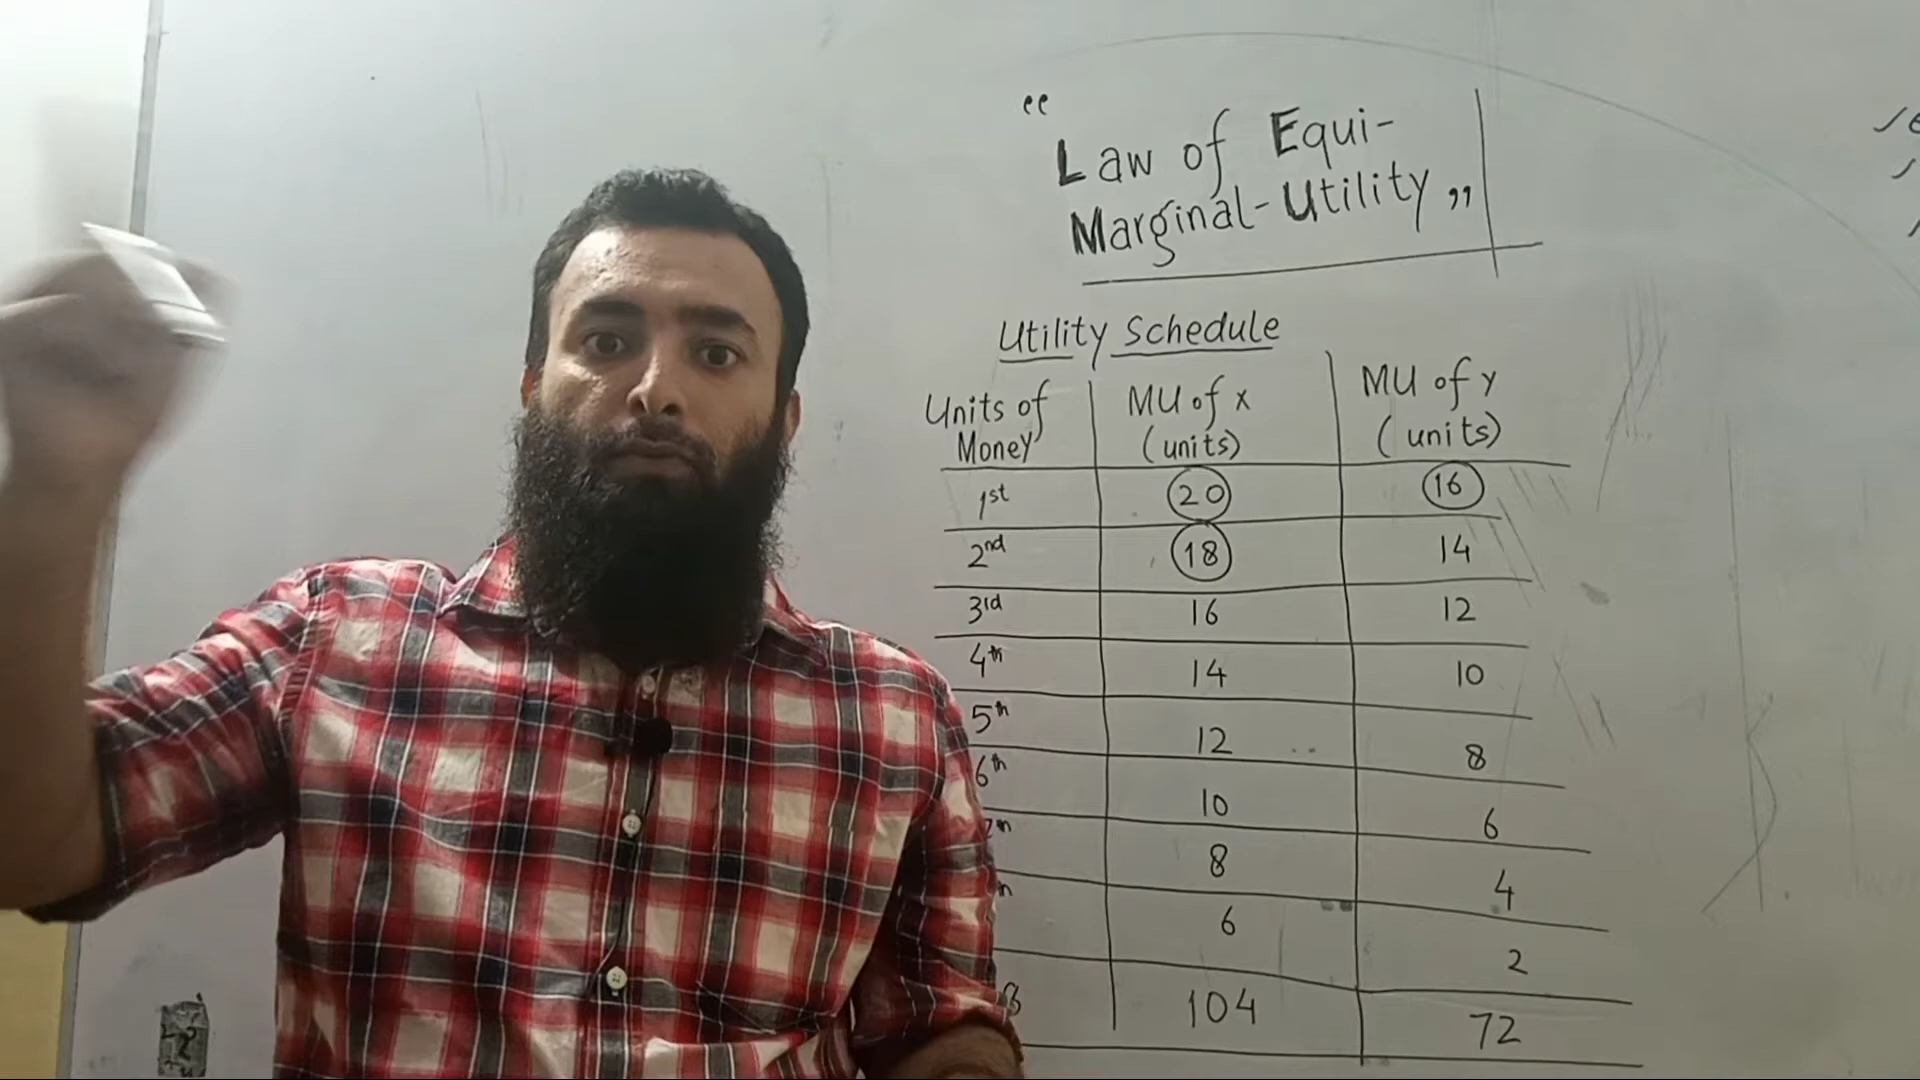 “
Law of Equi-
Marginal-Utility ”
Utility Schedule
Units of Money MU of x (units) MU of y (units)
1st 20 16
2nd 18 14
3rd 16 12
4th 14 10
5th 12 8
6th 10 6
7th 8 4
6 2
8 104 72